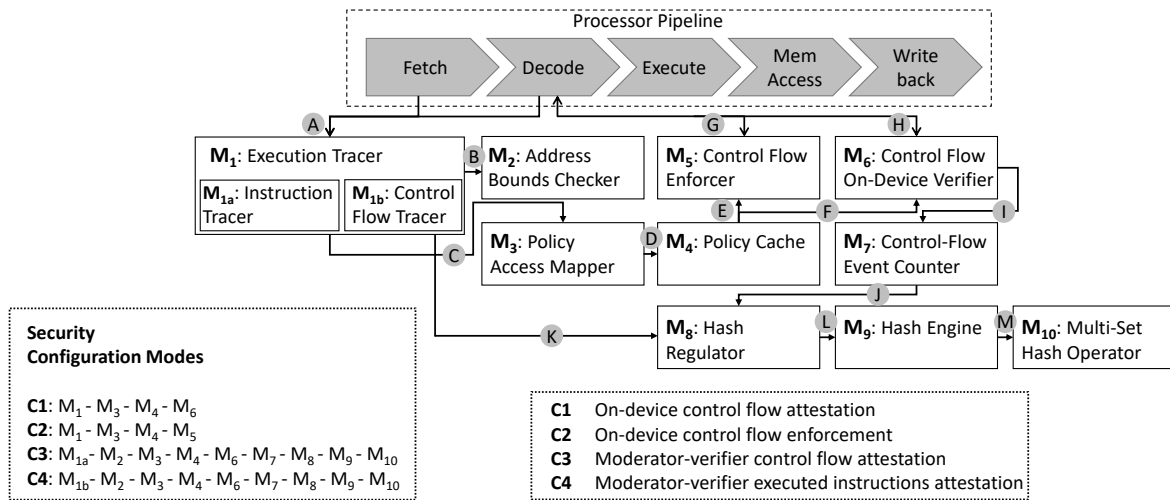 Processor Pipeline
Fetch
Decode
Execute
Mem
Access
Write
back
A
G
H
M₁: Execution Tracer
M₁ₐ: Instruction
Tracer
M₁b: Control
Flow Tracer
B
M₂: Address
Bounds Checker
M₅: Control Flow
Enforcer
M₆: Control Flow
On-Device Verifier
E
F
I
C
M₃: Policy
Access Mapper
D
M₄: Policy Cache
M₇: Control-Flow
Event Counter
J
K
M₈: Hash
Regulator
L
M₉: Hash Engine
M
M₁₀: Multi-Set
Hash Operator
Security
Configuration Modes
C1: M₁ - M₃ - M₄ - M₆
C2: M₁ - M₃ - M₄ - M₅
C3: M₁ₐ- M₂ - M₃ - M₄ - M₆ - M₇ - M₈ - M₉ - M₁₀
C4: M₁b- M₂ - M₃ - M₄ - M₆ - M₇ - M₈ - M₉ - M₁₀
C1 On-device control flow attestation
C2 On-device control flow enforcement
C3 Moderator-verifier control flow attestation
C4 Moderator-verifier executed instructions attestation